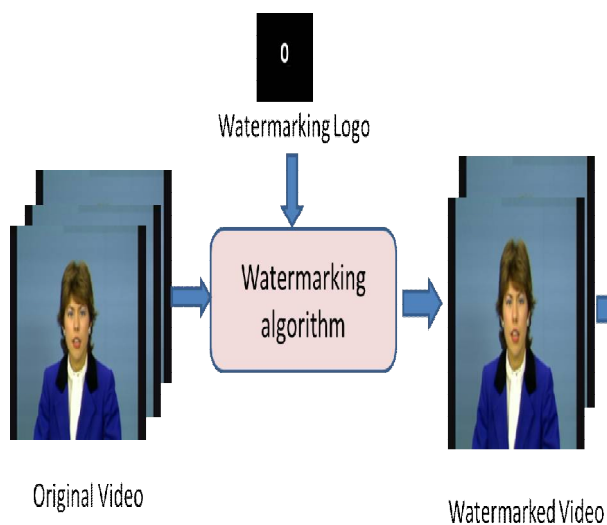 0
Watermarking Logo
Watermarking
algorithm
Original Video
Watermarked Video